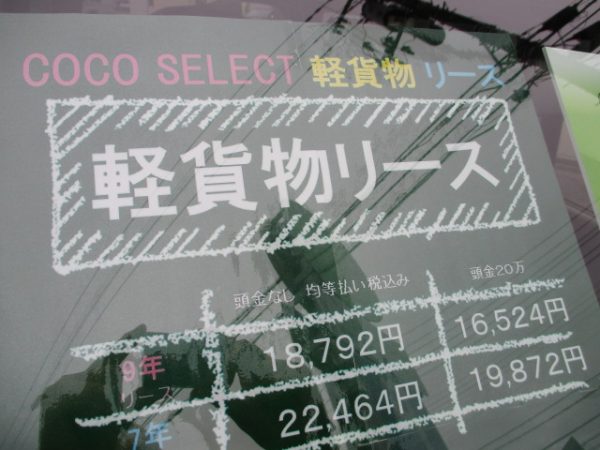 COCO SELECT 軽貨物 リース
軽貨物リース
頭金なし 均等払い税込み 頭金20万
9年 18,792円 16,524円
リース
7年 22,464円 19,872円